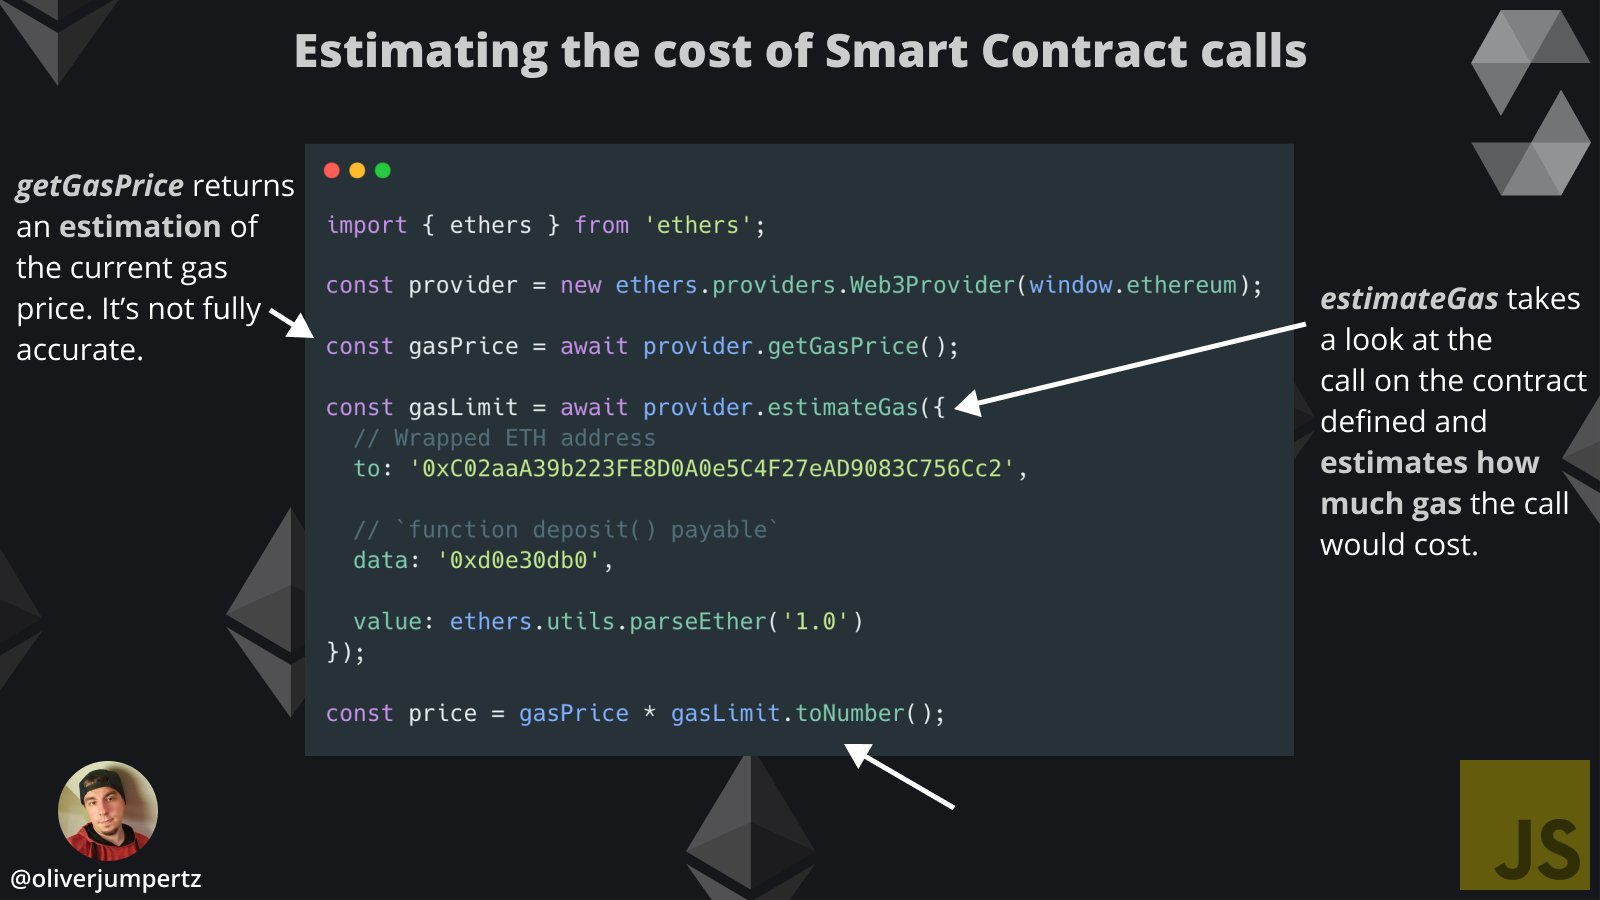 Estimating the cost of Smart Contract calls
getGasPrice returns
an estimation of
the current gas
price. It’s not fully
accurate.
import { ethers } from 'ethers';
const provider = new ethers.providers.Web3Provider(window.ethereum);
const gasPrice = await provider.getGasPrice();
const gasLimit = await provider.estimateGas({
// Wrapped ETH address
to: '0xC02aaA39b223FE8D0A0e5C4F27eAD9083C756Cc2',
// `function deposit() payable`
data: '0xd0e30db0',
value: ethers.utils.parseEther('1.0')
});
const price = gasPrice * gasLimit.toNumber();
estimateGas takes
a look at the
call on the contract
defined and
estimates how
much gas the call
would cost.
@oliverjumpertz
JS